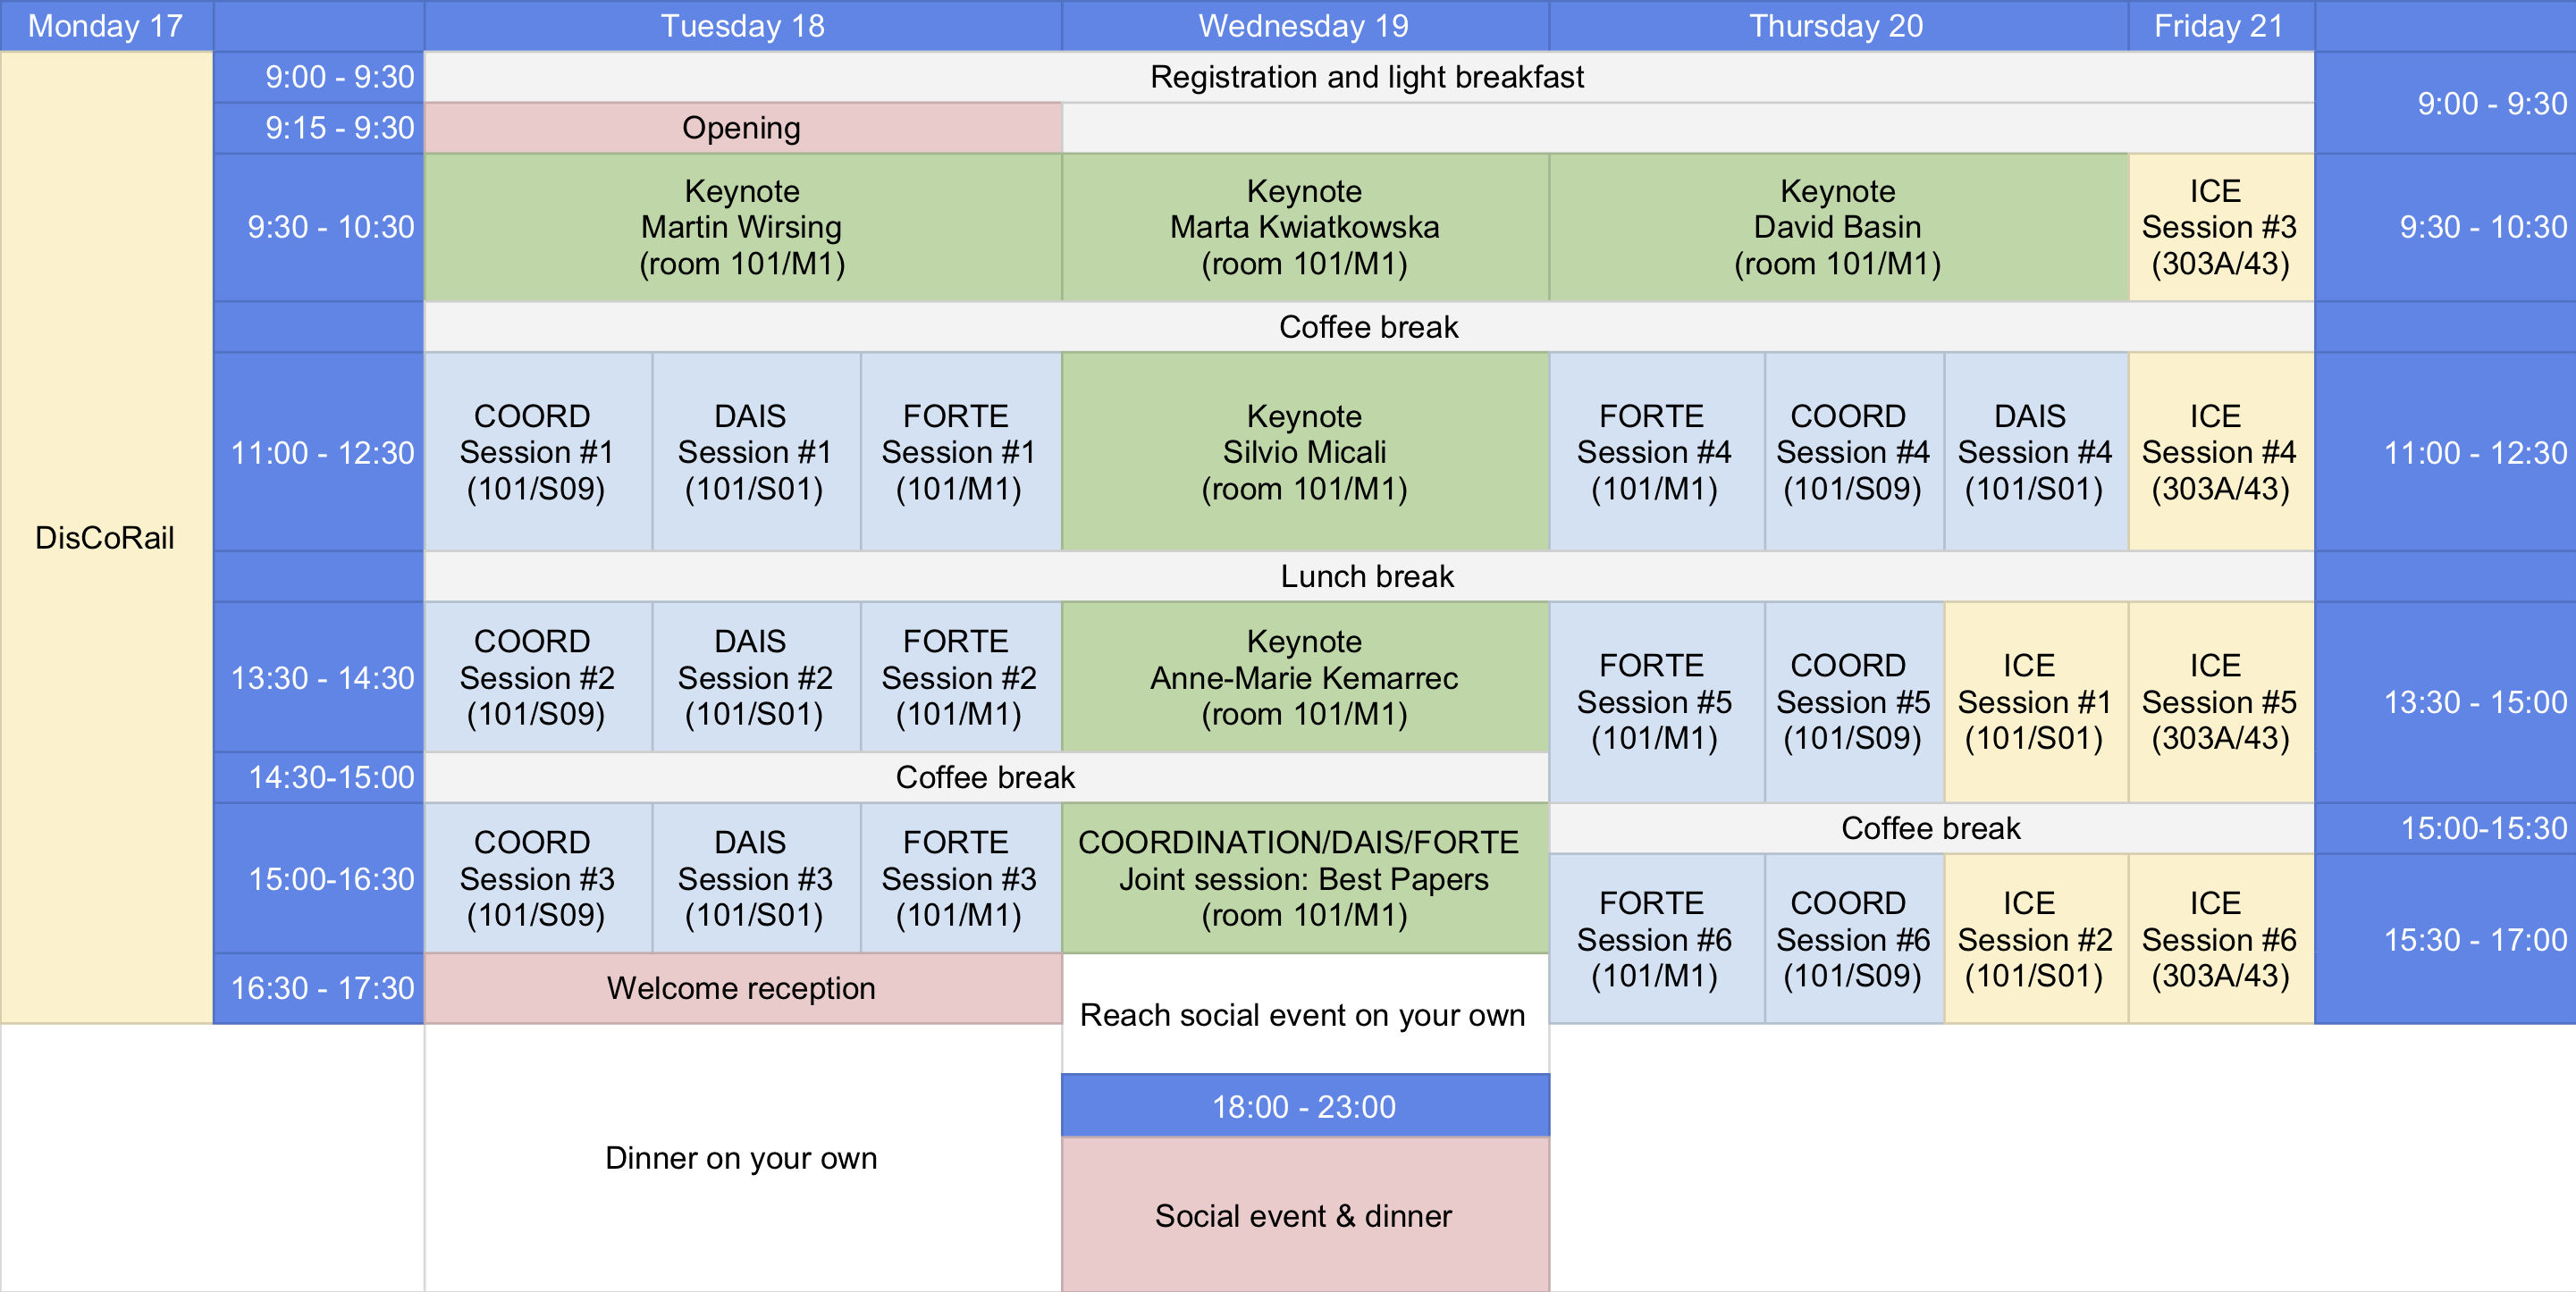 Monday 17
Tuesday 18
Wednesday 19
Thursday 20
Friday 21
9:00 - 9:30
Registration and light breakfast
9:00 - 9:30
9:15 - 9:30
Opening
DisCoRail
9:30 - 10:30
Keynote
Martin Wirsing
(room 101/M1)
Keynote
Marta Kwiatkowska
(room 101/M1)
Keynote
David Basin
(room 101/M1)
ICE
Session #3
(303A/43)
9:30 - 10:30
Coffee break
11:00 - 12:30
COORD
Session #1
(101/S09)
DAIS
Session #1
(101/S01)
FORTE
Session #1
(101/M1)
Keynote
Silvio Micali
(room 101/M1)
FORTE
Session #4
(101/M1)
COORD
Session #4
(101/S09)
DAIS
Session #4
(101/S01)
ICE
Session #4
(303A/43)
11:00 - 12:30
Lunch break
13:30 - 14:30
COORD
Session #2
(101/S09)
DAIS
Session #2
(101/S01)
FORTE
Session #2
(101/M1)
Keynote
Anne-Marie Kemarrec
(room 101/M1)
FORTE
Session #5
(101/M1)
COORD
Session #5
(101/S09)
ICE
Session #1
(101/S01)
ICE
Session #5
(303A/43)
13:30 - 15:00
14:30-15:00
Coffee break
15:00-16:30
COORD
Session #3
(101/S09)
DAIS
Session #3
(101/S01)
FORTE
Session #3
(101/M1)
COORDINATION/DAIS/FORTE
Joint session: Best Papers
(room 101/M1)
Coffee break
15:00-15:30
FORTE
Session #6
(101/M1)
COORD
Session #6
(101/S09)
ICE
Session #2
(101/S01)
ICE
Session #6
(303A/43)
15:30 - 17:00
16:30 - 17:30
Welcome reception
Reach social event on your own
18:00 - 23:00
Dinner on your own
Social event & dinner